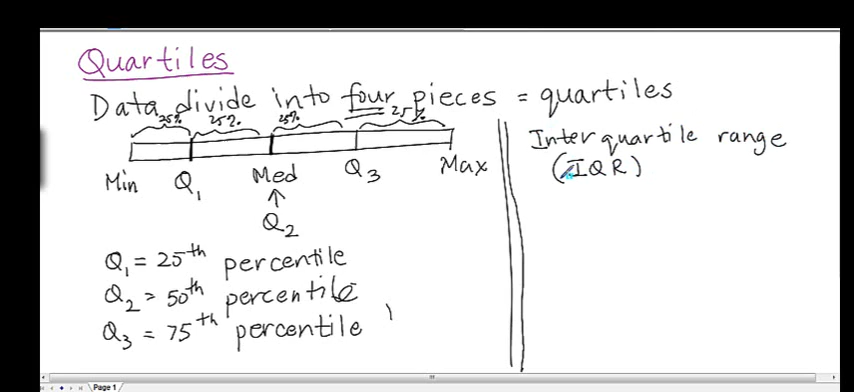 Quartiles
Data divide into four pieces = quartiles
25% 25% 25% 25%
Min Q₁ Med Q₃ Max
↑
Q₂
Q₁ = 25th percentile
Q₂ = 50th percentile
Q₃ = 75th percentile
Interquartile range
(IQR)
Page 1